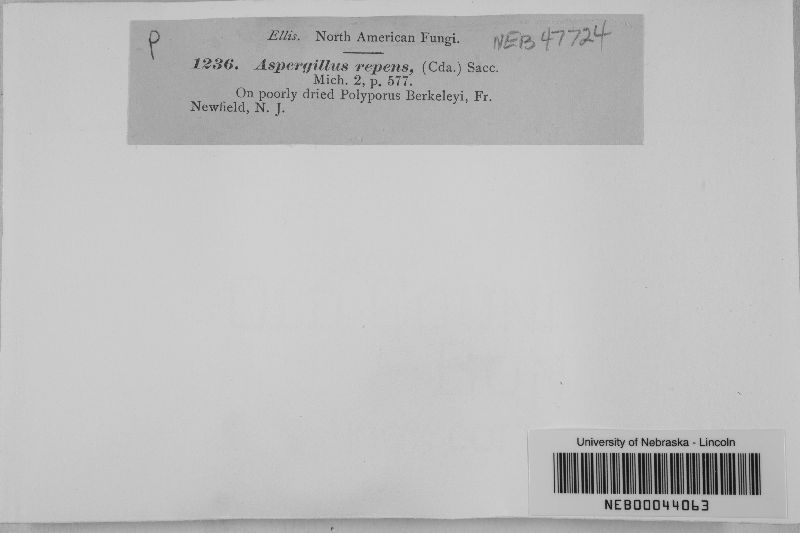 P
Ellis. North American Fungi.
NEB 47724
1236. Aspergillus repens, (Cda.) Sacc.
Mich. 2, p. 577.
On poorly dried Polyporus Berkeleyi, Fr.
Newfield, N. J.
University of Nebraska - Lincoln
NEB00044063